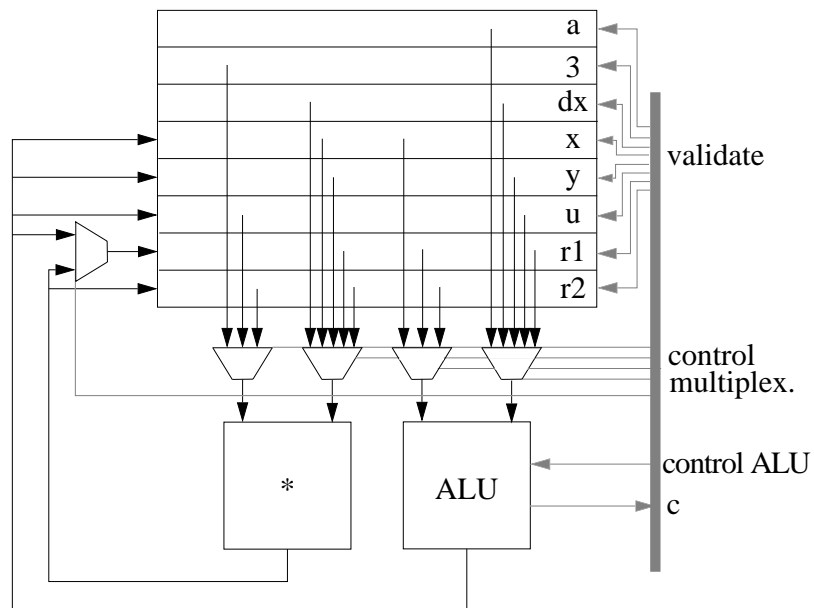 a
3
dx
x
y
u
r1
r2
validate
control
multiplex.
control ALU
c
*
ALU